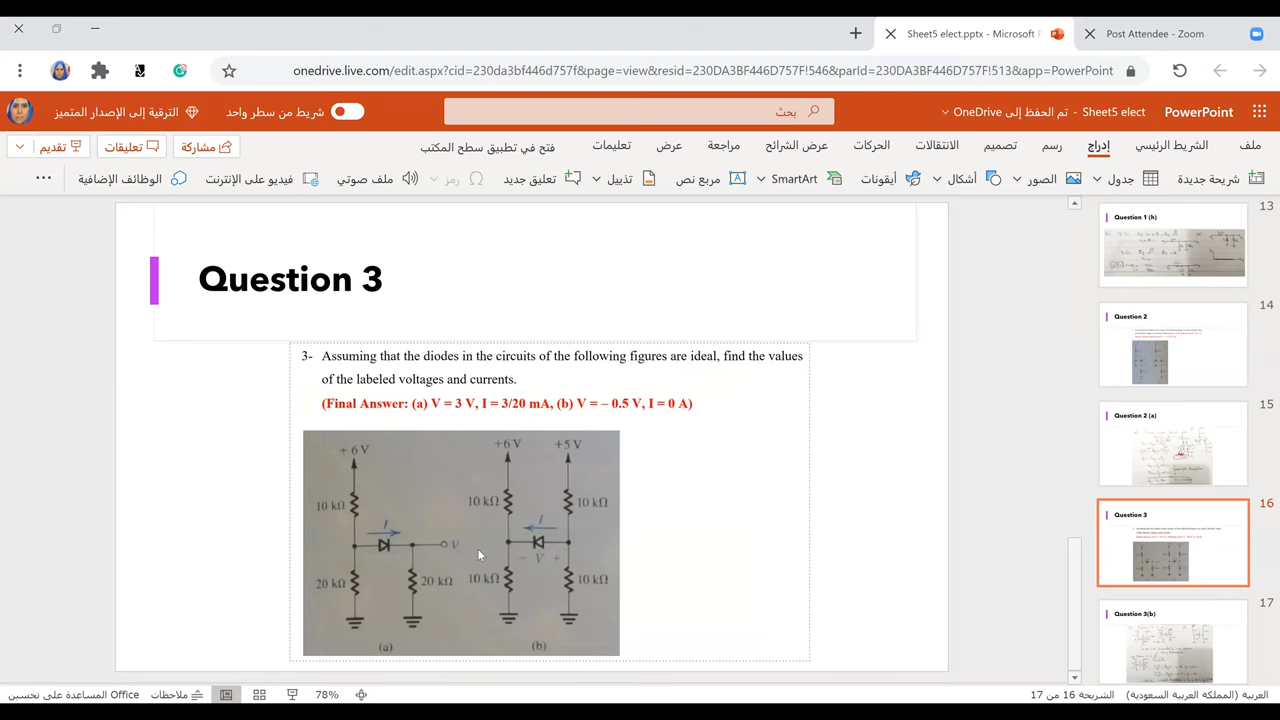 Sheet5 elect.pptx - Microsoft P
Post Attendee - Zoom
onedrive.live.com/edit.aspx?cid=230da3bf446d757f&page=view&resid=230DA3BF446D757F!546&parId=230DA3BF446D757F!513&app=PowerPoint
PowerPoint
Sheet5 elect - تم الحفظ إلى OneDrive
بحث
شريط من سطر واحد
الترقية إلى الإصدار المتميز
ملف
الشريط الرئيسي
إدراج
رسم
تصميم
الانتقالات
الحركات
عرض الشرائح
مراجعة
عرض
تعليمات
فتح في تطبيق سطح المكتب
مشاركة
تعليقات
تقديم
شريحة جديدة
جدول
الصور
أشكال
أيقونات
SmartArt
مربع نص
تذييل
تعليق جديد
رمز
ملف صوتي
فيديو على الإنترنت
الوظائف الإضافية
Question 3
3- Assuming that the diodes in the circuits of the following figures are ideal, find the values
of the labeled voltages and currents.
(Final Answer: (a) V = 3 V, I = 3/20 mA, (b) V = – 0.5 V, I = 0 A)
+6V
+6V
+5V
10 kΩ
10 kΩ
10 kΩ
I
I
− V +
20 kΩ
20 kΩ
10 kΩ
10 kΩ
(a)
(b)
13
Question 1 (h)
14
Question 2
15
Question 2 (a)
16
Question 3
17
Question 3(b)
العربية (المملكة العربية السعودية)
الشريحة 16 من 17
78%
ملاحظات
Office المساعدة على تحسين